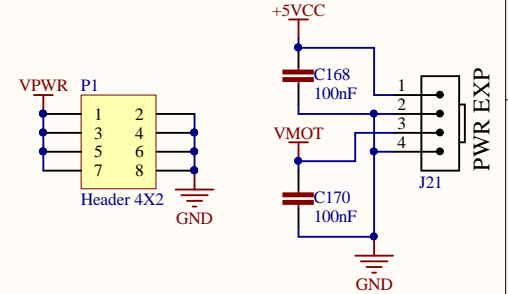 +5VCC
VPWR P1
1 2
3 4
5 6
7 8
Header 4X2
GND
C168
100nF
VMOT
C170
100nF
GND
1
2
3
4
J21
PWR EXP